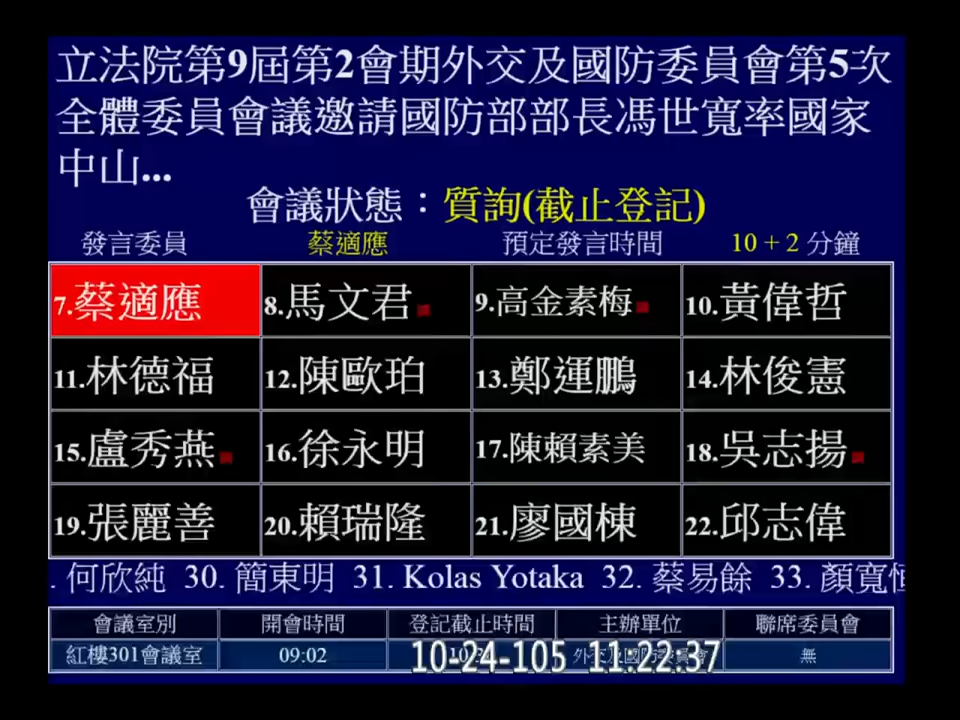 立法院第9屆第2會期外交及國防委員會第5次
全體委員會議邀請國防部部長馮世寬率國家
中山...
會議狀態：質詢(截止登記)
發言委員 蔡適應 預定發言時間 10 + 2 分鐘
7.蔡適應 8.馬文君 9.高金素梅 10.黃偉哲
11.林德福 12.陳歐珀 13.鄭運鵬 14.林俊憲
15.盧秀燕 16.徐永明 17.陳賴素美 18.吳志揚
19.張麗善 20.賴瑞隆 21.廖國棟 22.邱志偉
. 何欣純 30. 簡東明 31. Kolas Yotaka 32. 蔡易餘 33. 顏寬恒
會議室別 開會時間 登記截止時間 主辦單位 聯席委員會
紅樓301會議室 09:02 外交及國防委員會 無
10-24-105 11:22:37